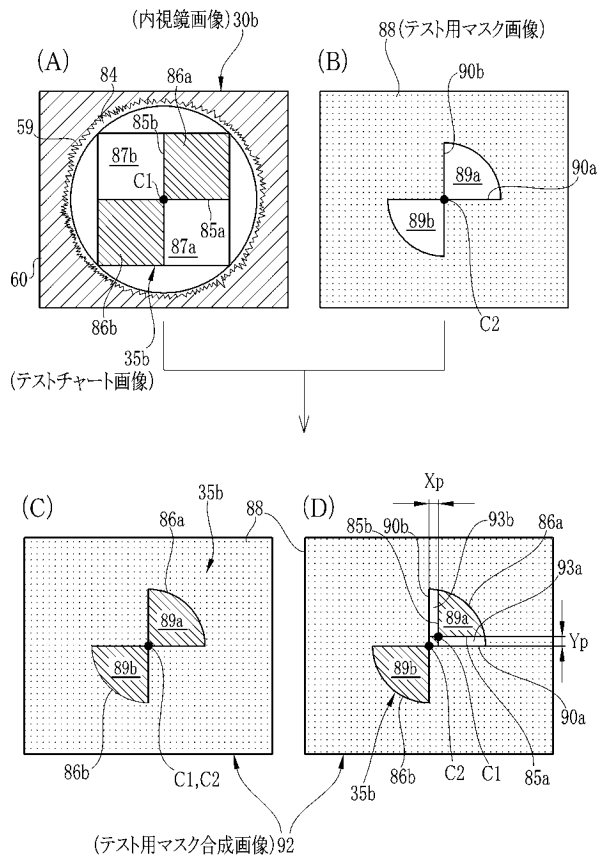 (内視鏡画像) 30b
(A)
84
86a
59
85b
87b
C1
85a
87a
60
86b
35b
(テストチャート画像)
88 (テスト用マスク画像)
(B)
90b
90a
89a
89b
C2
(C)
35b
86a
88
89a
89b
86b
C1,C2
(D)
Xp
85b 90b 93b 86a
93a
89a
Yp
89b
90a
35b 86b C2 C1 85a
(テスト用マスク合成画像) 92